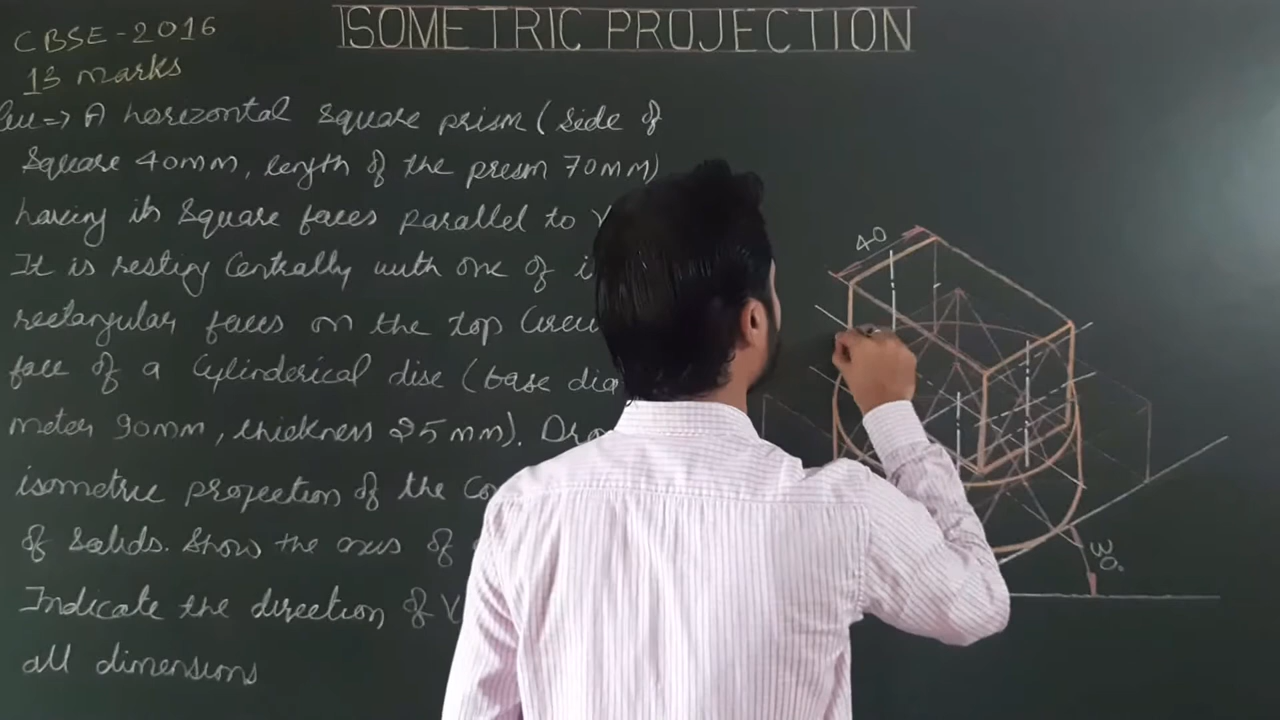 ISOMETRIC PROJECTION
CBSE-2016
13 marks
A horizontal square prism (side of
Square 40mm, length of the presm 70mm)
having its square faces parallel to V
It is resting Centrally with one of i
rectangular faces on the top Circu
face of a Cylinderical disc (base dia
meter 90mm, thickness 25mm). Dra
isometric projection of the Co
of Solids. Show the axis of
Indicate the direction of V
all dimensions
40
30°